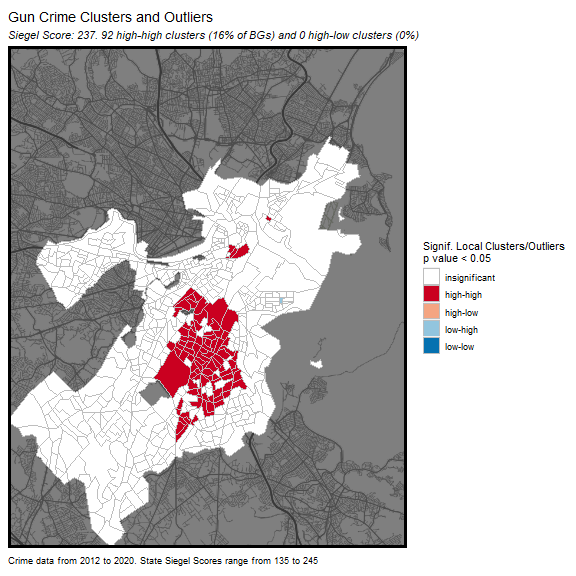 Gun Crime Clusters and Outliers
Siegel Score: 237. 92 high-high clusters (16% of BGs) and 0 high-low clusters (0%)
Signif. Local Clusters/Outliers
p value < 0.05
insignificant
high-high
high-low
low-high
low-low
Crime data from 2012 to 2020. State Siegel Scores range from 135 to 245